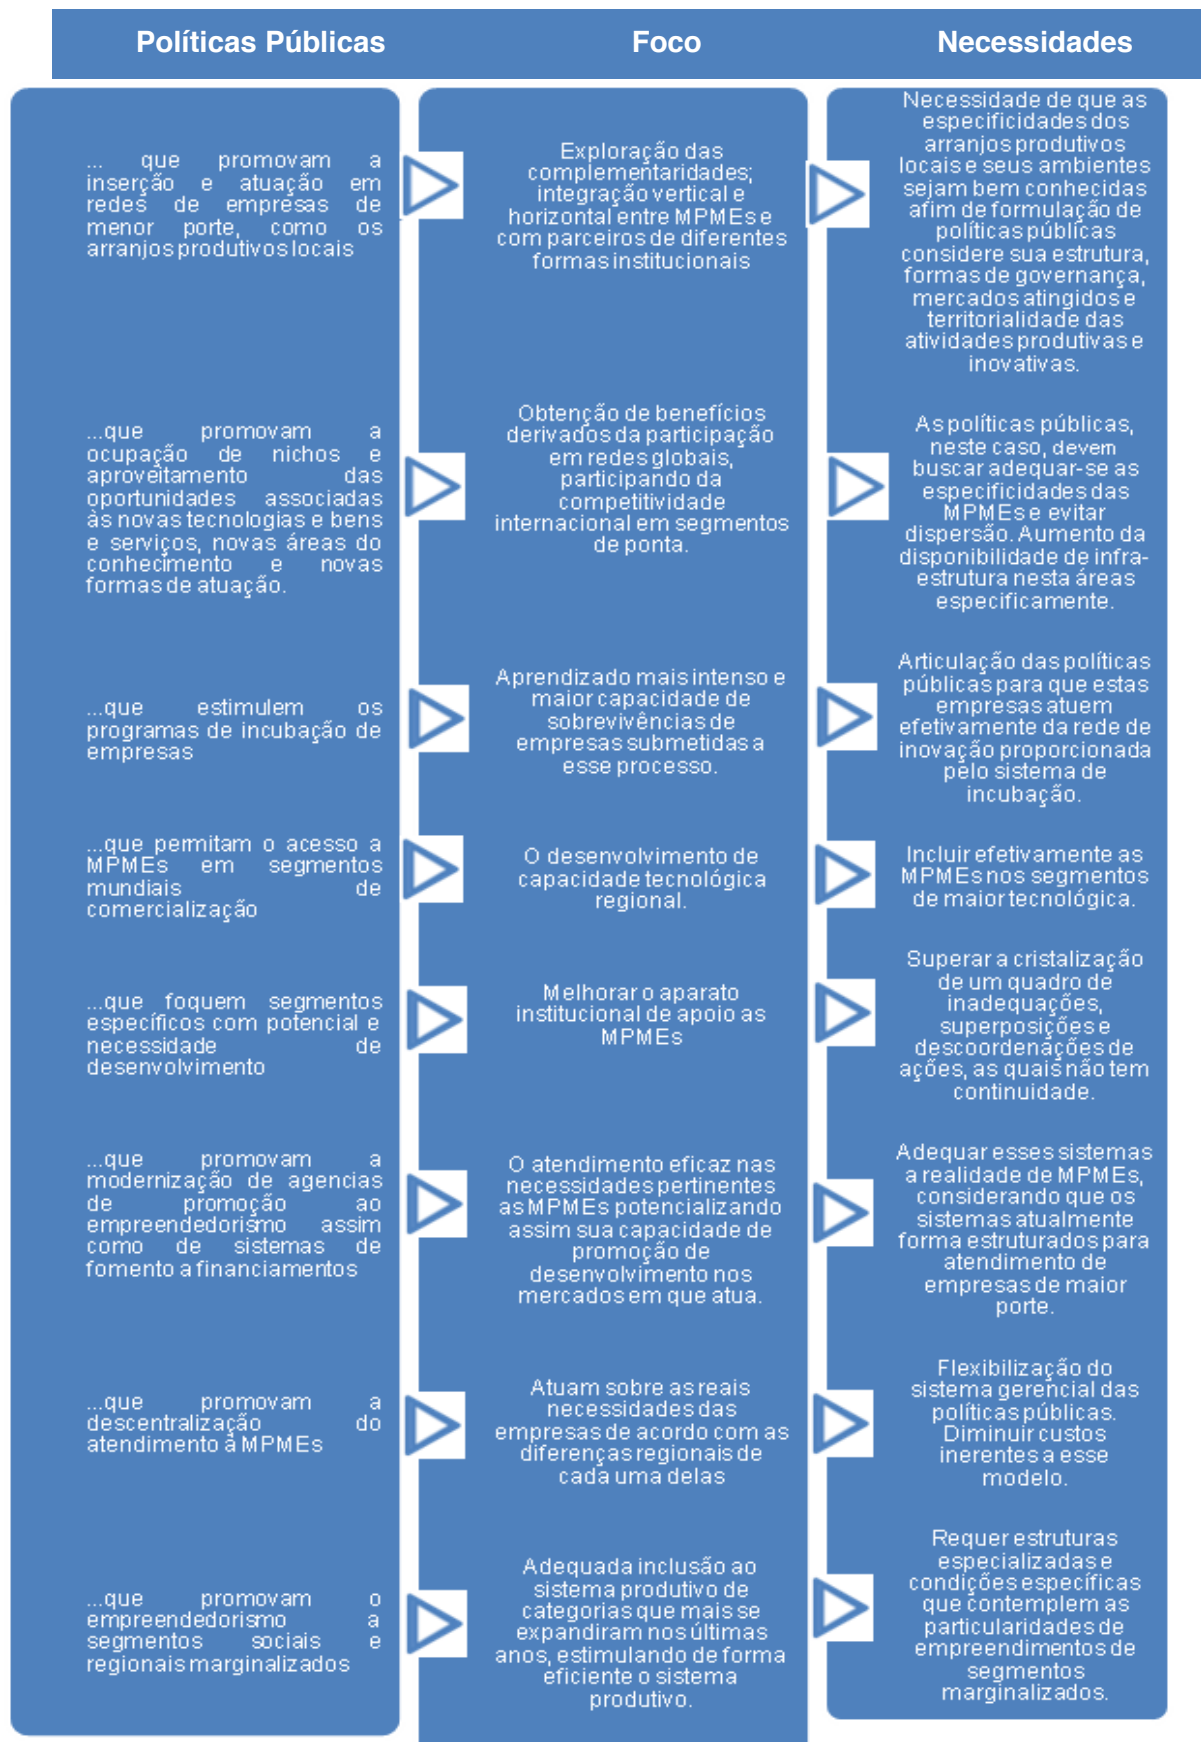 Políticas Públicas
Foco
Necessidades
... que promovam a
inserção e atuação em
redes de empresas de
menor porte, como os
arranjos produtivos locais
Exploração das
complementaridades;
integração vertical e
horizontal entre MPMEs e
com parceiros de diferentes
formas institucionais
Necessidade de que as
especificidades dos
arranjos produtivos
locais e seus ambientes
sejam bem conhecidas
afim de formulação de
políticas públicas
considere sua estrutura,
formas de governança,
mercados atingidos e
territorialidade das
atividades produtivas e
inovativas.
...que promovam a
ocupação de nichos e
aproveitamento das
oportunidades associadas
às novas tecnologias e bens
e serviços, novas áreas do
conhecimento e novas
formas de atuação.
Obtenção de benefícios
derivados da participação
em redes globais,
participando da
competitividade
internacional em segmentos
de ponta.
As políticas públicas,
neste caso, devem
buscar adequar-se as
especificidades das
MPMEs e evitar
dispersão. Aumento da
disponibilidade de infra-
estrutura nesta áreas
especificamente.
...que estimulem os
programas de incubação de
empresas
Aprendizado mais intenso e
maior capacidade de
sobrevivências de
empresas submetidas a
esse processo.
Articulação das políticas
públicas para que estas
empresas atuem
efetivamente da rede de
inovação proporcionada
pelo sistema de
incubação.
...que permitam o acesso a
MPMEs em segmentos
mundiais de
comercialização
O desenvolvimento de
capacidade tecnológica
regional.
Incluir efetivamente as
MPMEs nos segmentos
de maior tecnológica.
...que foquem segmentos
específicos com potencial e
necessidade de
desenvolvimento
Melhorar o aparato
institucional de apoio as
MPMEs
Superar a cristalização
de um quadro de
inadequações,
superposições e
descoordenações de
ações, as quais não tem
continuidade.
...que promovam a
modernização de agencias
de promoção ao
empreendedorismo assim
como de sistemas de
fomento a financiamentos
O atendimento eficaz nas
necessidades pertinentes
as MPMEs potencializando
assim sua capacidade de
promoção de
desenvolvimento nos
mercados em que atua.
Adequar esses sistemas
a realidade de MPMEs,
considerando que os
sistemas atualmente
forma estruturados para
atendimento de
empresas de maior
porte.
...que promovam a
descentralização do
atendimento à MPMEs
Atuam sobre as reais
necessidades das
empresas de acordo com as
diferenças regionais de
cada uma delas
Flexibilização do
sistema gerencial das
políticas públicas.
Diminuir custos
inerentes a esse
modelo.
...que promovam o
empreendedorismo a
segmentos sociais e
regionais marginalizados
Adequada inclusão ao
sistema produtivo de
categorias que mais se
expandiram nos últimas
anos, estimulando de forma
eficiente o sistema
produtivo.
Requer estruturas
especializadas e
condições específicas
que contemplem as
particularidades de
empreendimentos de
segmentos
marginalizados.